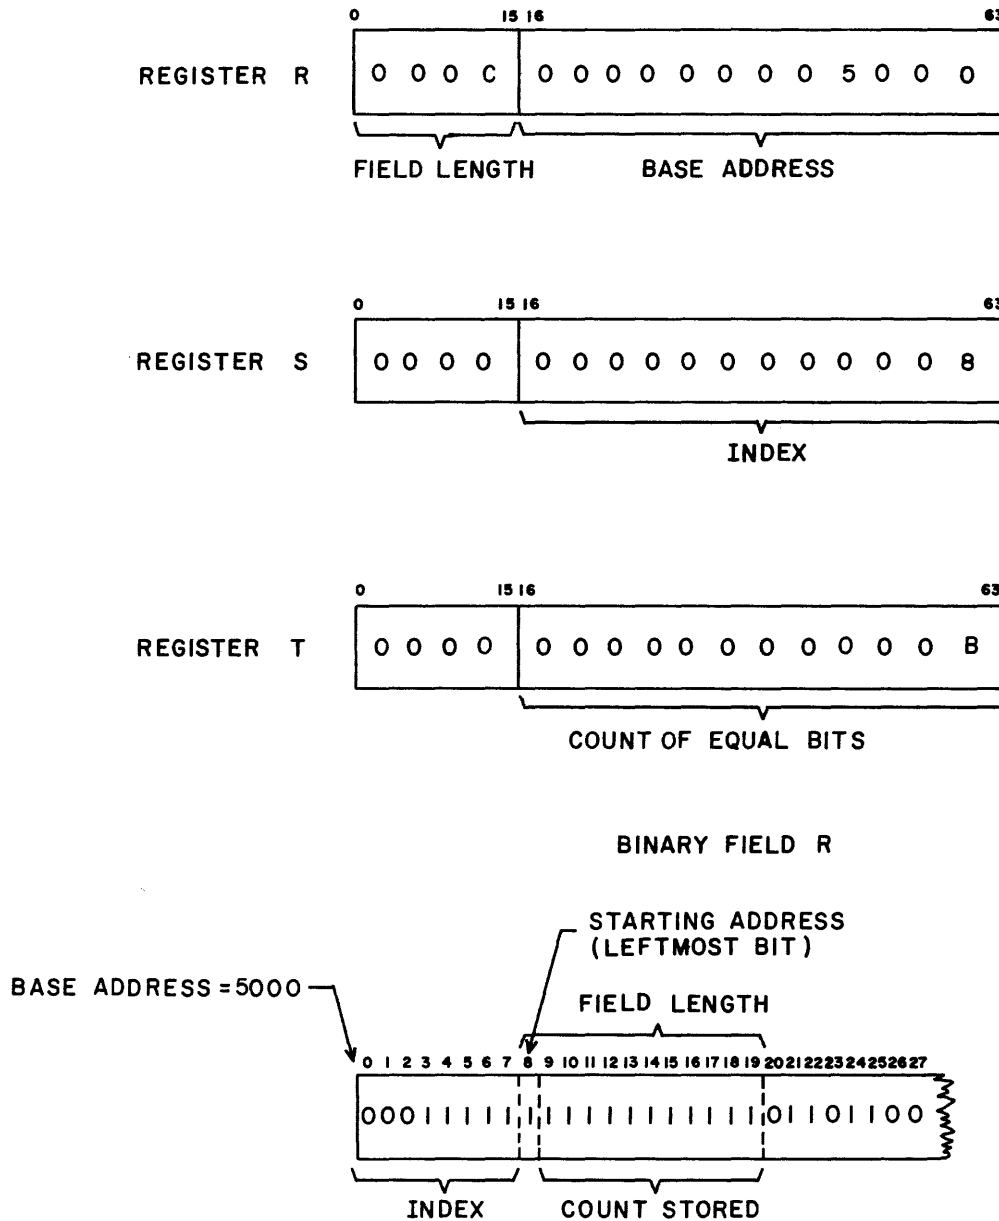 0 15 16 63
REGISTER R 0 0 0 C 0 0 0 0 0 0 0 0 5 0 0 0
FIELD LENGTH BASE ADDRESS
0 15 16 63
REGISTER S 0 0 0 0 0 0 0 0 0 0 0 0 0 0 0 8
INDEX
0 15 16 63
REGISTER T 0 0 0 0 0 0 0 0 0 0 0 0 0 0 0 B
COUNT OF EQUAL BITS
BINARY FIELD R
STARTING ADDRESS
(LEFTMOST BIT)
BASE ADDRESS = 5000
FIELD LENGTH
0 1 2 3 4 5 6 7 8 9 10 11 12 13 14 15 16 17 18 19 20 21 22 23 24 25 26 27
0 0 0 1 1 1 1 1 1 1 1 1 1 1 1 1 1 1 1 1 0 1 1 0 1 1 0 0
INDEX COUNT STORED